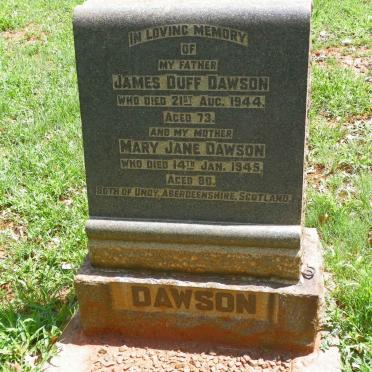 IN LOVING MEMORY
OF
MY FATHER
JAMES DUFF DAWSON
WHO DIED 21ST AUG. 1944.
AGED 73.
AND MY MOTHER
MARY JANE DAWSON
WHO DIED 14TH JAN. 1945,
AGED 80.
BOTH OF UNDY, ABERDEENSHIRE, SCOTLAND.
DAWSON